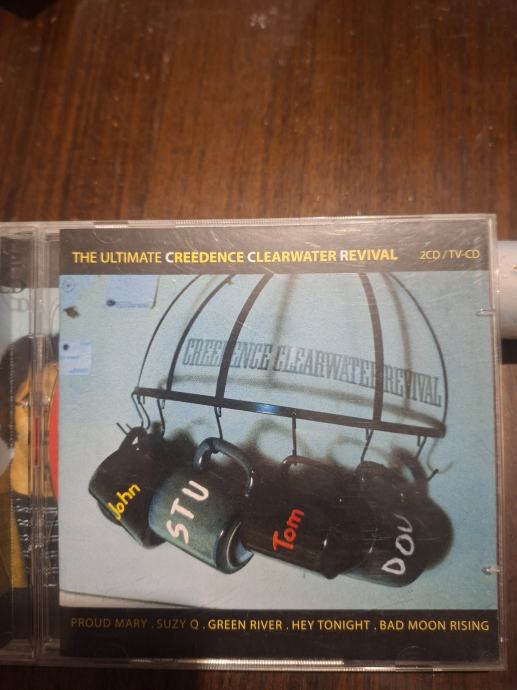 THE ULTIMATE CREEDENCE CLEARWATER REVIVAL 2CD / TV-CD
CREEDENCE CLEARWATER REVIVAL
John
STU
Tom
DOU
PROUD MARY . SUZY Q . GREEN RIVER . HEY TONIGHT . BAD MOON RISING